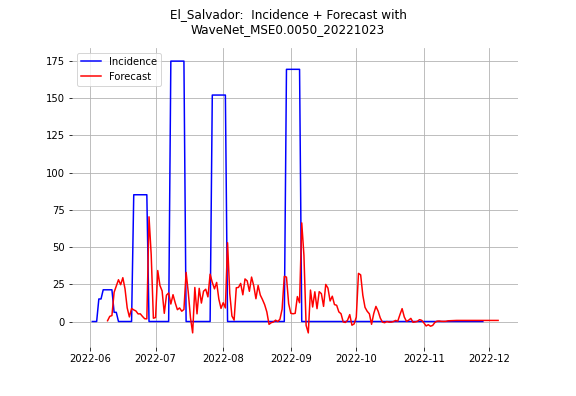 El_Salvador:  Incidence + Forecast with
WaveNet_MSE0.0050_20221023
Incidence
Forecast
175
150
125
100
75
50
25
0
2022-06 2022-07 2022-08 2022-09 2022-10 2022-11 2022-12